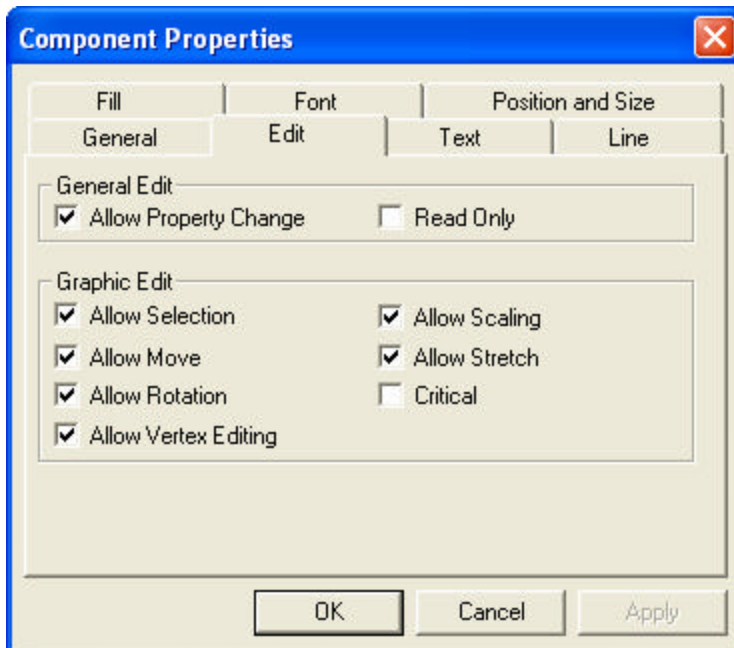 Component Properties
Fill Font Position and Size
General Edit Text Line
General Edit
Allow Property Change Read Only
Graphic Edit
Allow Selection Allow Scaling
Allow Move Allow Stretch
Allow Rotation Critical
Allow Vertex Editing
OK Cancel Apply